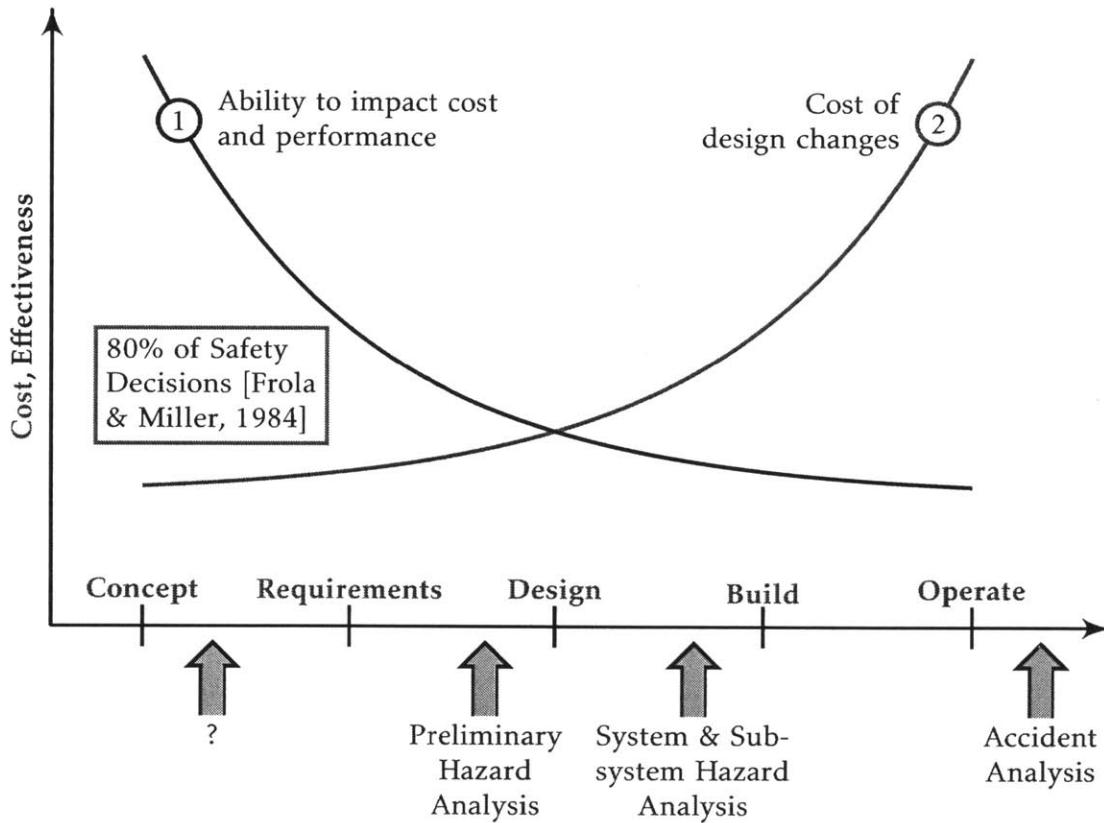 Cost, Effectiveness
1
Ability to impact cost
and performance
Cost of
design changes
2
80% of Safety
Decisions [Frola
& Miller, 1984]
Concept
Requirements
Design
Build
Operate
?
Preliminary
Hazard
Analysis
System & Sub-
system Hazard
Analysis
Accident
Analysis